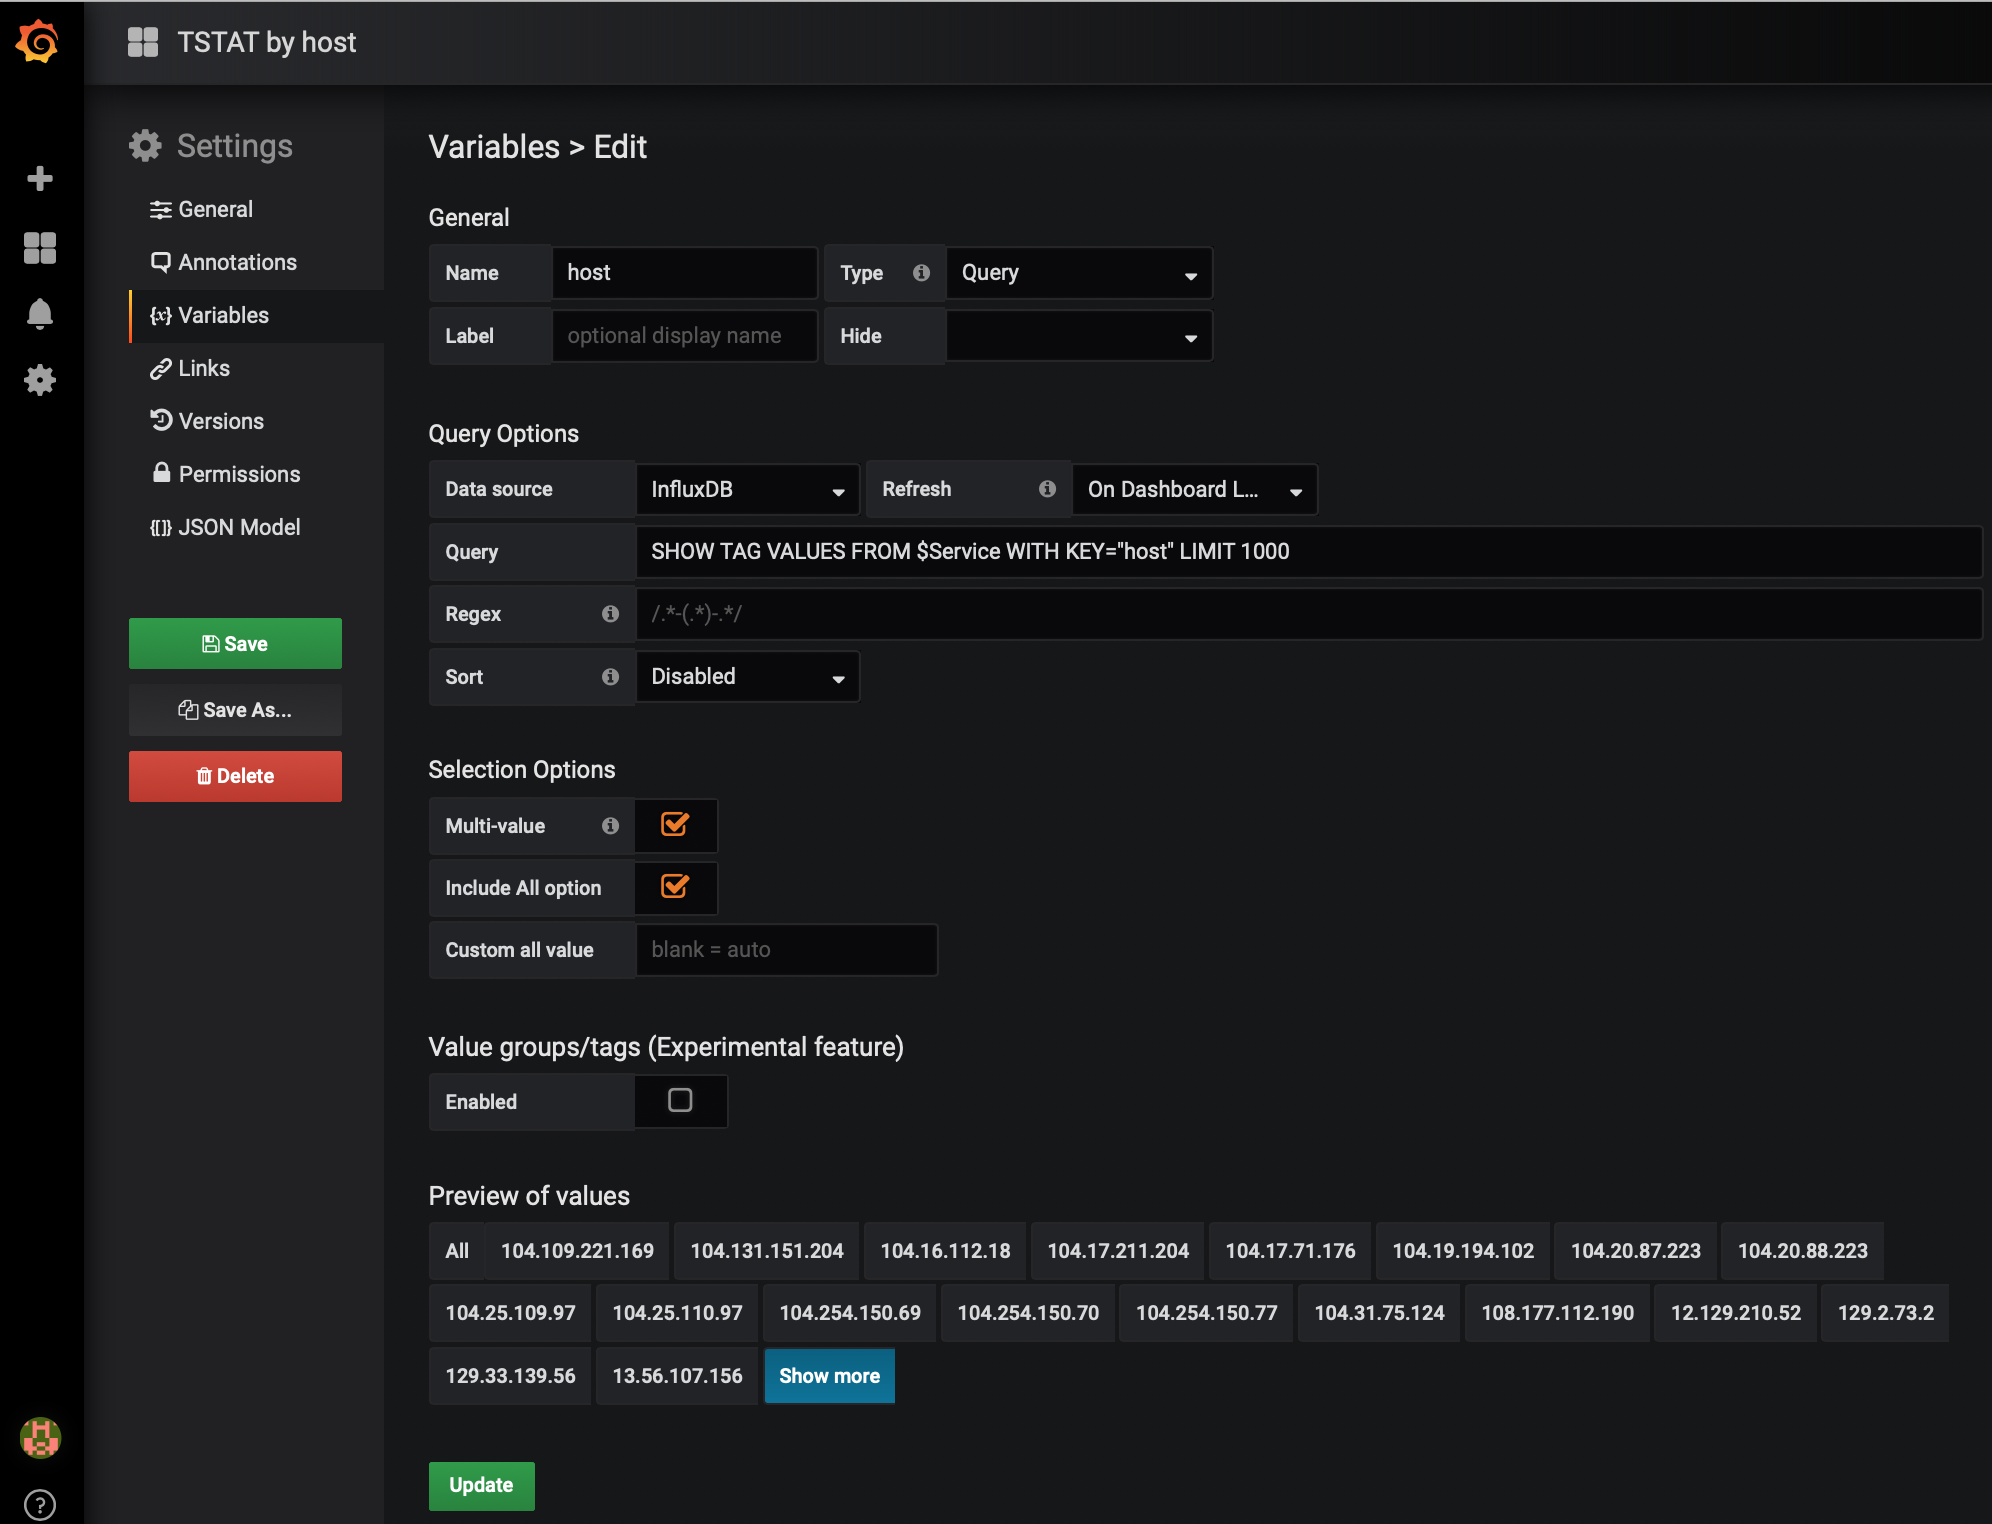 TSTAT by host
Settings
General
Annotations
{x} Variables
Links
Versions
Permissions
{[]} JSON Model
Save
Save As...
Delete
Variables > Edit
General
Name host Type Query
Label optional display name Hide
Query Options
Data source InfluxDB Refresh On Dashboard L...
Query SHOW TAG VALUES FROM $Service WITH KEY="host" LIMIT 1000
Regex /.*-(.*)-.*/
Sort Disabled
Selection Options
Multi-value
Include All option
Custom all value blank = auto
Value groups/tags (Experimental feature)
Enabled
Preview of values
All 104.109.221.169 104.131.151.204 104.16.112.18 104.17.211.204 104.17.71.176 104.19.194.102 104.20.87.223 104.20.88.223
104.25.109.97 104.25.110.97 104.254.150.69 104.254.150.70 104.254.150.77 104.31.75.124 108.177.112.190 12.129.210.52 129.2.73.2
129.33.139.56 13.56.107.156 Show more
Update